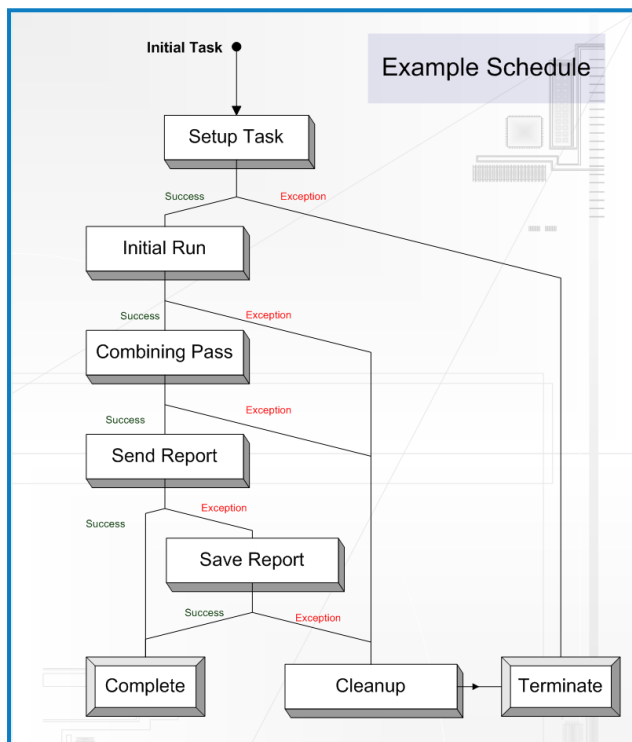 Initial Task
Example Schedule
Setup Task
Success
Exception
Initial Run
Success
Exception
Combining Pass
Success
Exception
Send Report
Success
Exception
Save Report
Success
Exception
Complete
Cleanup
Terminate